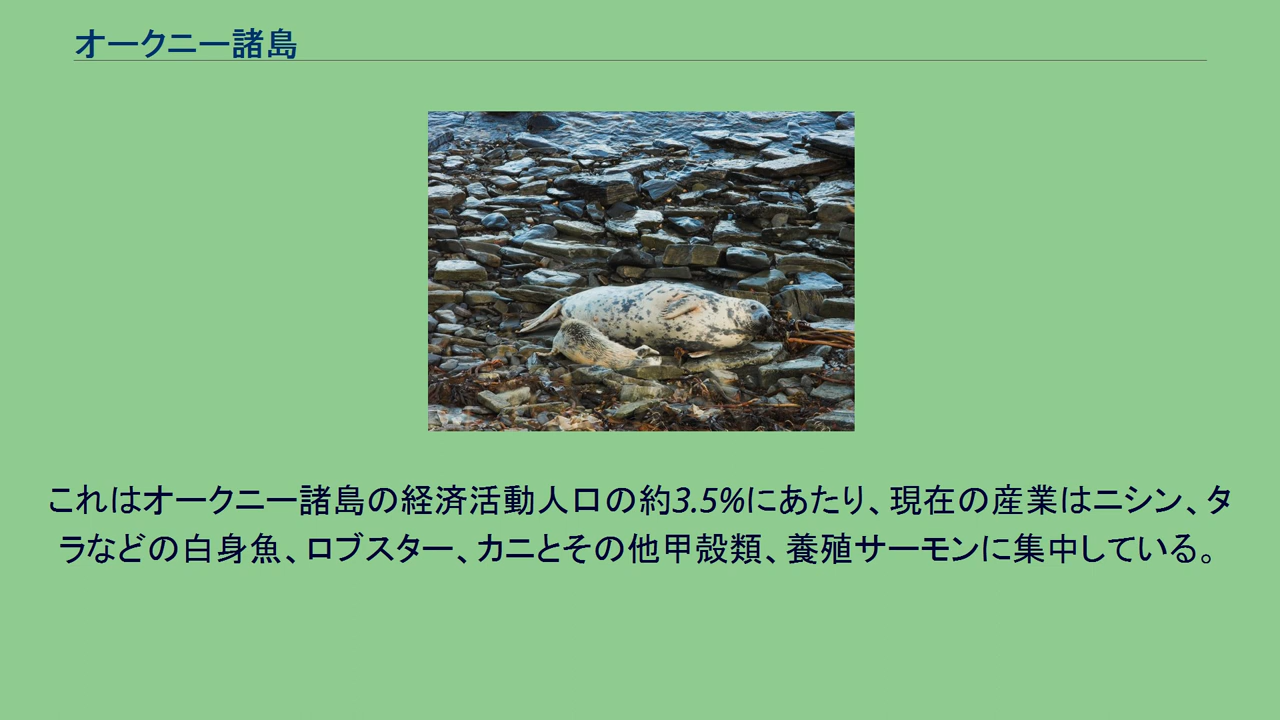 オークニー諸島
これはオークニー諸島の経済活動人口の約3.5%にあたり、現在の産業はニシン、タ
ラなどの白身魚、ロブスター、カニとその他甲殻類、養殖サーモンに集中している。